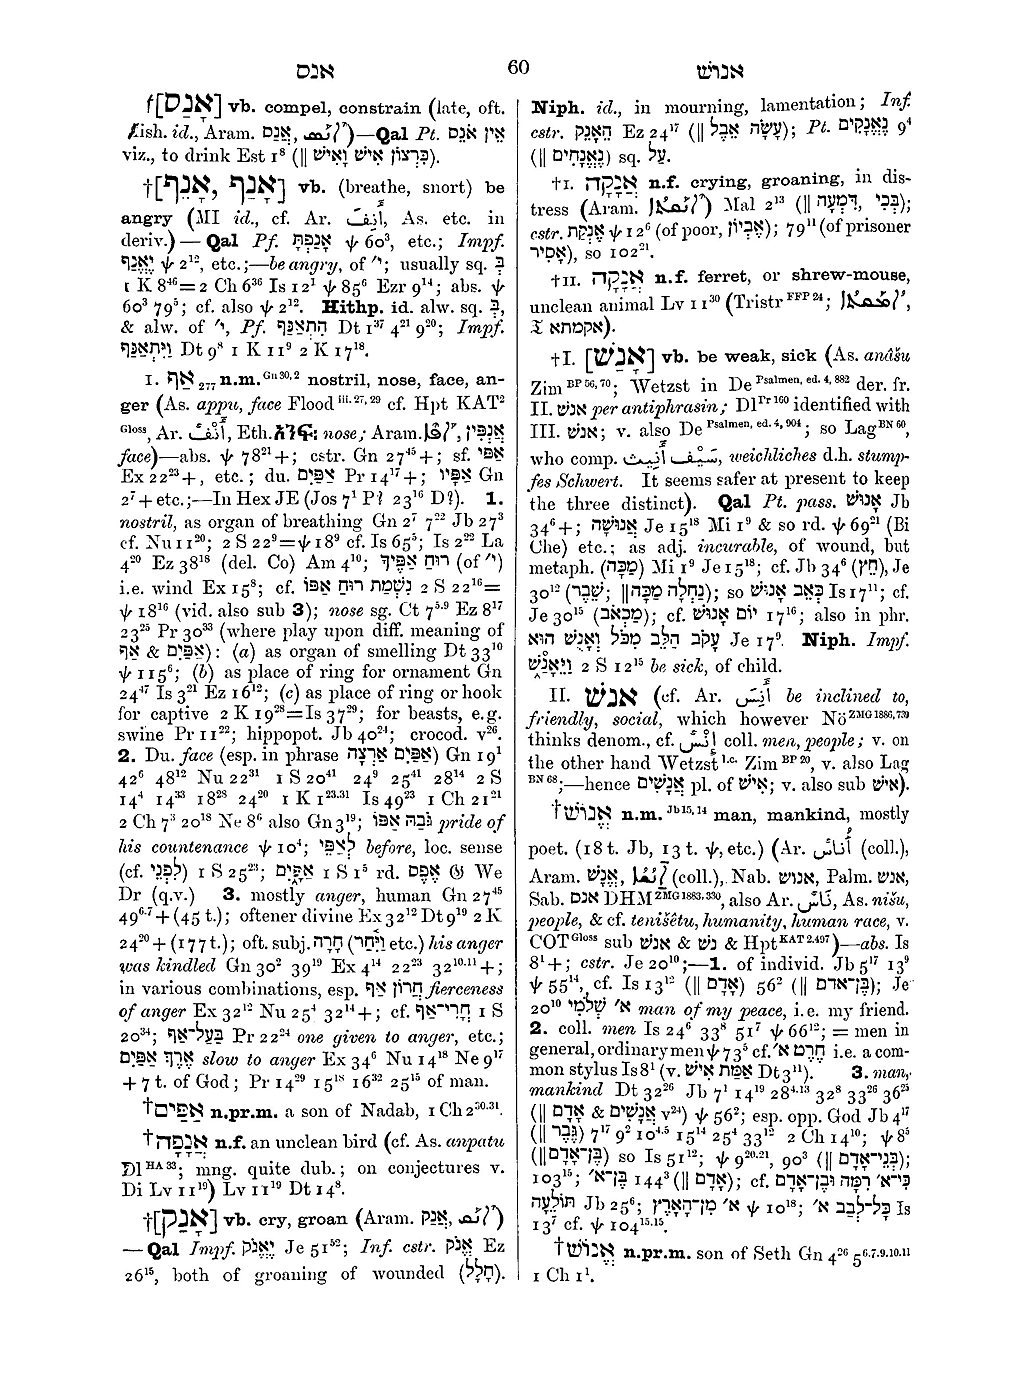 אנס 60 אנושׁ
†[אָנַס] vb. compel, constrain (late, oft.
Mish. id., Aram. אֲנַס,)—Qal Pt. אֵין אֹנֵס
viz., to drink Est 1⁸ (‖ כִּרְצוֹן אִישׁ וָאִישׁ).
†[אָנֵף, אָנַף] vb. (breathe, snort) be
angry (MI id., cf. Ar. أَنِفَ, As. etc. in
deriv.)—Qal Pf. אָנַפְתָּ ψ 60³, etc.; Impf.
יֶאֱנַף ψ 2¹², etc.;—be angry, of י׳; usually sq. בְּ
1 K 8⁴⁶=2 Ch 6³⁶ Is 12¹ ψ 85⁶ Ezr 9¹⁴; abs. ψ
60³ 79⁵; cf. also ψ 2¹². Hithp. id. alw. sq. בְּ,
& alw. of י׳, Pf. הִתְאַנַּף Dt 1³⁷ 4²¹ 9²⁰; Impf.
וַיִּתְאַנַּף Dt 9⁸ 1 K 11⁹ 2 K 17¹⁸.
I. אַף 277 n.m. Gn 30, 2 nostril, nose, face, an-
ger (As. appu, face Flood iii. 27, 29 cf. Hpt KAT²
Gloss, Ar. أَنْفٌ, Eth. አንፍ: nose; Aram. אַנְפִּין,
face)—abs. ψ 78²¹+; cstr. Gn 27⁴⁵+; sf. אַפִּי
Ex 22²³+, etc.; du. אַפַּיִם Pr 14¹⁷+; אַפָּיו Gn
2⁷+etc.;—In Hex JE (Jos 7¹ P? 23¹⁶ D?). 1.
nostril, as organ of breathing Gn 2⁷ 7²² Jb 27³
cf. Nu 11²⁰; 2 S 22⁹=ψ 18⁹ cf. Is 65⁵; Is 2²² La
4²⁰ Ez 38¹⁸ (del. Co) Am 4¹⁰; רוּחַ אַפֶּיךָ (of י׳)
i.e. wind Ex 15⁸; cf. נִשְׁמַת רוּחַ אַפּוֹ 2 S 22¹⁶=
ψ 18¹⁶ (vid. also sub 3); nose sg. Ct 7⁵·⁹ Ez 8¹⁷
23²⁵ Pr 30³³ (where play upon diff. meaning of
אַף & אַפַּיִם): (a) as organ of smelling Dt 33¹⁰
ψ 115⁶; (b) as place of ring for ornament Gn
24⁴⁷ Is 3²¹ Ez 16¹²; (c) as place of ring or hook
for captive 2 K 19²⁸=Is 37²⁹; for beasts, e.g.
swine Pr 11²²; hippopot. Jb 40²⁴; crocod. v²⁶.
2. Du. face (esp. in phrase אַפַּיִם אַרְצָה) Gn 19¹
42⁶ 48¹² Nu 22³¹ 1 S 20⁴¹ 24⁹ 25⁴¹ 28¹⁴ 2 S
14⁴ 14³³ 18²⁸ 24²⁰ 1 K 1²³·³¹ Is 49²³ 1 Ch 21²¹
2 Ch 7³ 20¹⁸ Ne 8⁶ also Gn 3¹⁹; גֹּבַהּ אַפּוֹ pride of
his countenance ψ 10⁴; לְאַפֵּי before, loc. sense
(cf. לִפְנֵי) 1 S 25²³; אַפַּיִם 1 S 1⁵ rd. אֶפֶס 𝔊 We
Dr (q.v.) 3. mostly anger, human Gn 27⁴⁵
49⁶·⁷+(45 t.); oftener divine Ex 32¹² Dt 9¹⁹ 2 K
24²⁰+(177 t.); oft. subj. חָרָה (וַיִּחַר etc.) his anger
was kindled Gn 30² 39¹⁹ Ex 4¹⁴ 22²³ 32¹⁰·¹¹+;
in various combinations, esp. חֲרוֹן אַף fierceness
of anger Ex 32¹² Nu 25⁴ 32¹⁴+; cf. חֳרִי־אַף 1 S
20³⁴; בַּעַל־אַף Pr 22²⁴ one given to anger, etc.;
אֶרֶךְ אַפַּיִם slow to anger Ex 34⁶ Nu 14¹⁸ Ne 9¹⁷
+7 t. of God; Pr 14²⁹ 15¹⁸ 16³² 25¹⁵ of man.
†אַפַּיִם n.pr.m. a son of Nadab, 1 Ch 2³⁰·³¹.
†אֲנָפָה n.f. an unclean bird (cf. As. anpatu
Dl HA 33; mng. quite dub.; on conjectures v.
Di Lv 11¹⁹) Lv 11¹⁹ Dt 14⁸.
†[אָנַק] vb. cry, groan (Aram. אֲנַק,)
—Qal Impf. יֶאֱנֹק Je 51⁵²; Inf. cstr. אֱנֹק Ez
26¹⁵, both of groaning of wounded (חָלָל).
Niph. id., in mourning, lamentation; Inf.
cstr. הֵאָנֵק Ez 24¹⁷ (‖ עָשָׂה אֵבֶל); Pt. נֶאֱנָקִים 9⁴
(‖ נֶאֱנָחִים) sq. עַל.
†I. אֲנָקָה n.f. crying, groaning, in dis-
tress (Aram.) Mal 2¹³ (‖ דִּמְעָה, בְּכִי);
cstr. אֶנְקַת ψ 12⁶ (of poor, אֶבְיוֹן); 79¹¹ (of prisoner
אָסִיר), so 102²¹.
†II. אֲנָקָה n.f. ferret, or shrew-mouse,
unclean animal Lv 11³⁰ (Tristr FFP 24;
𝔗 אקמתא).
†I. [אָנַשׁ] vb. be weak, sick (As. anâšu
Zim BP 56, 70; Wetzst in De Psalmen, ed. 4, 882 der. fr.
II. אנשׁ per antiphrasin; Dl Pr 160 identified with
III. אנשׁ; v. also De Psalmen, ed. 4, 904; so Lag BN 60,
who comp. سَيْف أَنِيث, weichliches d.h. stump-
fes Schwert. It seems safer at present to keep
the three distinct). Qal Pt. pass. אָנוּשׁ Jb
34⁶+; אֲנוּשָׁה Je 15¹⁸ Mi 1⁹ & so rd. ψ 69²¹ (Bi
Che) etc.; as adj. incurable, of wound, but
metaph. (מַכָּה) Mi 1⁹ Je 15¹⁸; cf. Jb 34⁶ (חֵץ), Je
30¹² (שֶׁבֶר; ‖ נַחְלָה מַכָּה); so כְּאֵב אָנוּשׁ Is 17¹¹; cf.
Je 30¹⁵ (מַכְאֹב); cf. יוֹם אָנוּשׁ 17¹⁶; also in phr.
עָקֹב הַלֵּב מִכֹּל וְאָנֻשׁ הוּא Je 17⁹. Niph. Impf.
וַיֵּאָנַשׁ 2 S 12¹⁵ be sick, of child.
II. אנשׁ (cf. Ar. أَنِسَ be inclined to,
friendly, social, which however Nö ZMG 1886, 739
thinks denom., cf. إِنْسٌ coll. men, people; v. on
the other hand Wetzst l.c. Zim BP 20, v. also Lag
BN 68;—hence אֲנָשִׁים pl. of אִישׁ; v. also sub אִישׁ).
†אֱנוֹשׁ n.m. Jb 15, 14 man, mankind, mostly
poet. (18 t. Jb, 13 t. ψ, etc.) (Ar. أُنَاسٌ (coll.),
Aram. אֱנָשׁ, (coll.), Nab. אנוש, Palm. אנש,
Sab. אנס DHM ZMG 1883, 330, also Ar. نَاسٌ, As. nišu,
people, & cf. tenišêtu, humanity, human race, v.
COT Gloss sub אנשׁ & נשׁ & Hpt KAT 2. 497)—abs. Is
8¹+; cstr. Je 20¹⁰;—1. of individ. Jb 5¹⁷ 13⁹
ψ 55¹⁴, cf. Is 13¹² (‖ אָדָם) 56² (‖ בֶּן־אדם); Je
20¹⁰ א׳ שְׁלֹמִי man of my peace, i.e. my friend.
2. coll. men Is 24⁶ 33⁸ 51⁷ ψ 66¹²; = men in
general, ordinary men ψ 73⁵ cf. חֶרֶט א׳ i.e. a com-
mon stylus Is 8¹ (v. אַמַּת אִישׁ Dt 3¹¹). 3. man,
mankind Dt 32²⁶ Jb 7¹ 14¹⁹ 28⁴·¹³ 32⁸ 33²⁶ 36²⁵
(‖ אָדָם & אֲנָשִׁים v²⁴) ψ 56²; esp. opp. God Jb 4¹⁷
(‖ גֶּבֶר) 7¹⁷ 9² 10⁴·⁵ 15¹⁴ 25⁴ 33¹² 2 Ch 14¹⁰; ψ 8⁵
(‖ בֶּן־אָדָם) so Is 51¹²; ψ 9²⁰·²¹, 90³ (‖ בְּנֵי־אָדָם);
103¹⁵; בֶּן־א׳ 144³ (‖ אָדָם); cf. כִּי־א׳ רִמָּה וּבֶן־אָדָם
תּוֹלֵעָה Jb 25⁶; א׳ מִן־הָאָרֶץ ψ 10¹⁸; כָּל־לְבַב א׳ Is
13⁷ cf. ψ 104¹⁵·¹⁵.
†אֱנוֹשׁ n.pr.m. son of Seth Gn 4²⁶ 5⁶·⁷·⁹·¹⁰·¹¹
1 Ch 1¹.